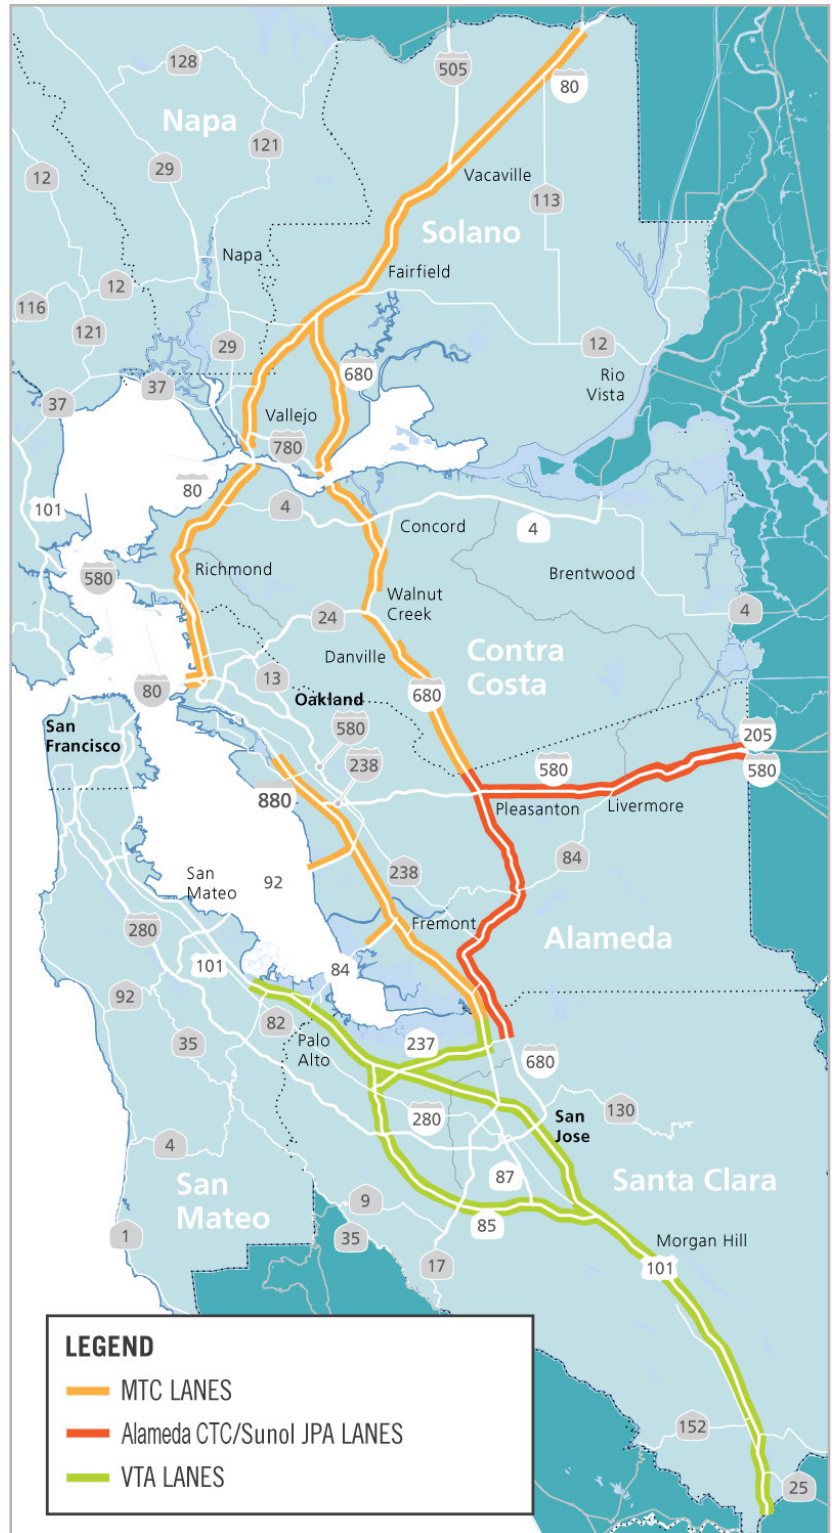 128
505
80
Napa
121
29
12
Vacaville
113
Solano
Napa
Fairfield
12
116
121
29
12
680
Rio
Vista
37
37
Vallejo
780
80
4
101
Concord
4
Richmond
Brentwood
580
Walnut
Creek
24
4
Danville
Contra
Costa
13
80
680
Oakland
San
Francisco
580
205
238
580
580
880
Pleasanton
Livermore
84
San
Mateo
92
238
Fremont
280
Alameda
101
84
92
82
35
Palo
Alto
237
680
280
San
Jose
130
4
87
Santa Clara
San
Mateo
9
85
1
35
Morgan Hill
17
101
LEGEND
MTC LANES
Alameda CTC/Sunol JPA LANES
VTA LANES
152
25